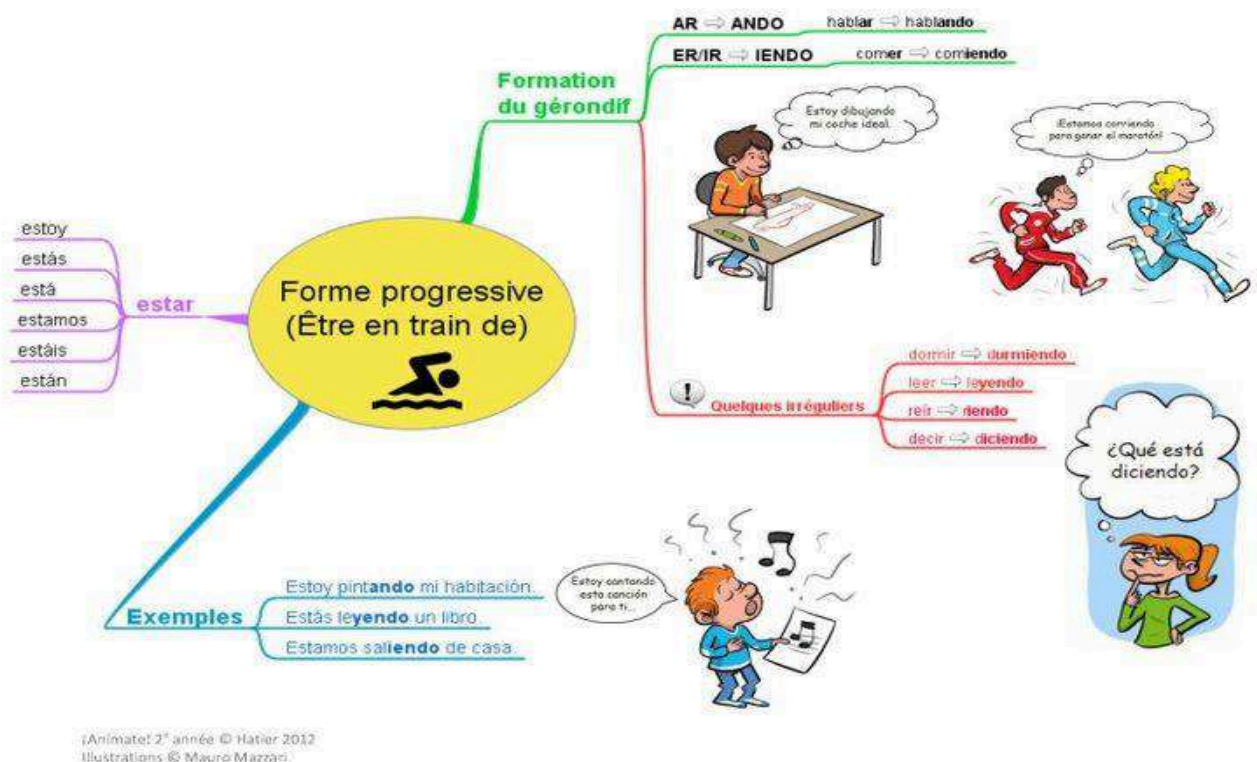 AR ⇨ ANDO
hablar ⇨ hablando
ER/IR ⇨ IENDO
comer ⇨ comiendo
Formation
du gérondif
Estoy dibujando
mi coche ideal.
¡Estamos corriendo
para ganar el maratón!
estoy
estás
está
estamos
estáis
están
estar
Forme progressive
(Être en train de)
! Quelques irréguliers
dormir ⇨ durmiendo
leer ⇨ leyendo
reír ⇨ riendo
decir ⇨ diciendo
¿Qué está
diciendo?
Exemples
Estoy pintando mi habitación.
Estás leyendo un libro.
Estamos saliendo de casa.
Estoy cantando
esta canción
para ti...
¡Anímate! 2e année © Hatier 2012
Illustrations © Mauro Mazzari.